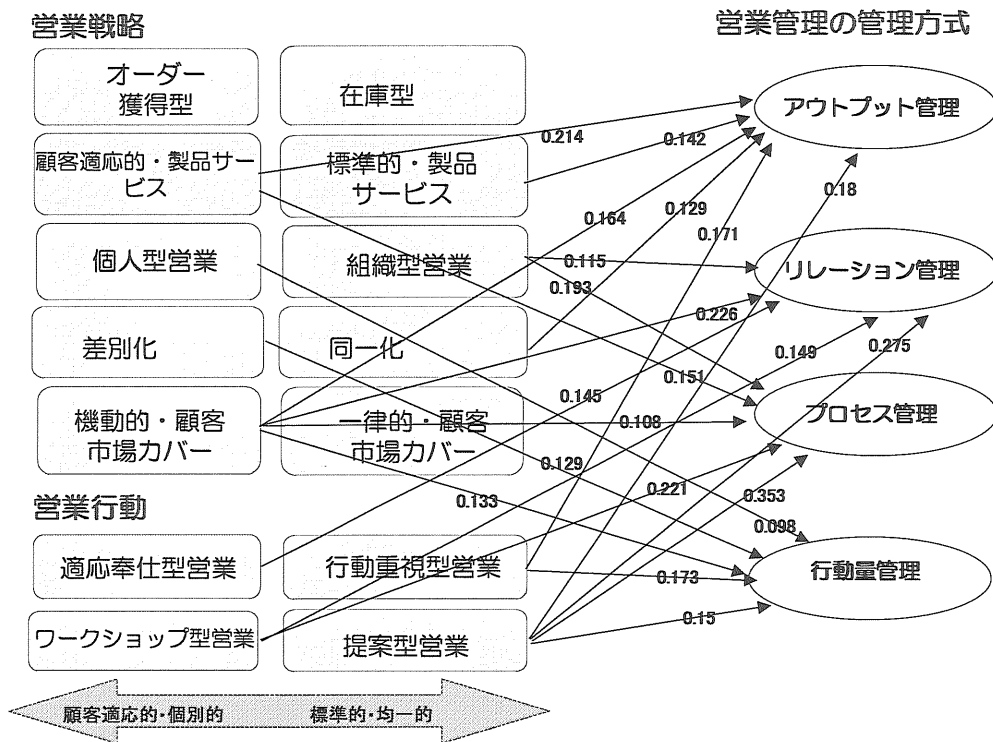 営業戦略
営業管理の管理方式
オーダー
獲得型
在庫型
アウトプット管理
顧客適応的・製品サー
ビス
標準的・製品
サービス
0.214
0.142
0.18
0.164
0.129
0.171
個人型営業
組織型営業
0.115
リレーション管理
0.193
0.226
差別化
同一化
0.149
0.275
0.151
0.145
機動的・顧客
市場カバー
一律的・顧客
市場カバー
0.108
プロセス管理
0.129
0.221
0.353
0.133
0.098
営業行動
適応奉仕型営業
行動重視型営業
0.173
行動量管理
0.15
ワークショップ型営業
提案型営業
顧客適応的・個別的
標準的・均一的